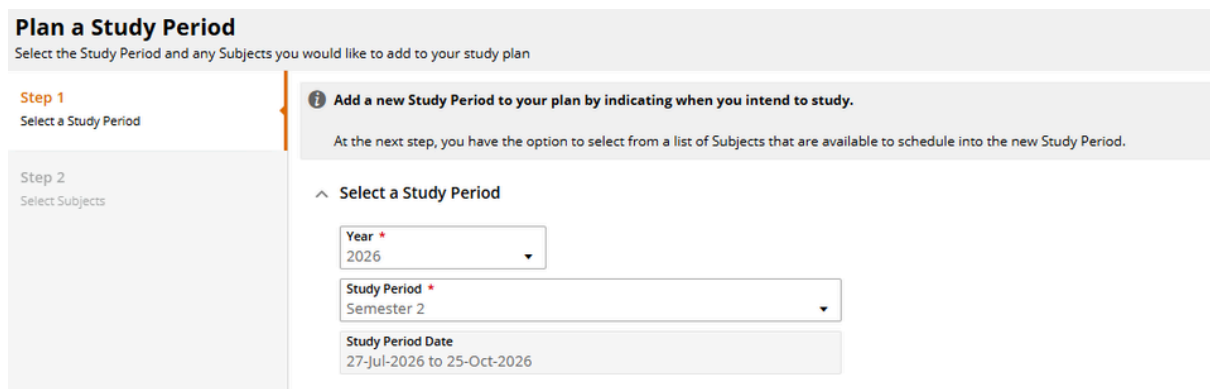 Plan a Study Period
Select the Study Period and any Subjects you would like to add to your study plan
Step 1
Select a Study Period
Step 2
Select Subjects
Add a new Study Period to your plan by indicating when you intend to study.
At the next step, you have the option to select from a list of Subjects that are available to schedule into the new Study Period.
Select a Study Period
Year *
2026
Study Period *
Semester 2
Study Period Date
27-Jul-2026 to 25-Oct-2026